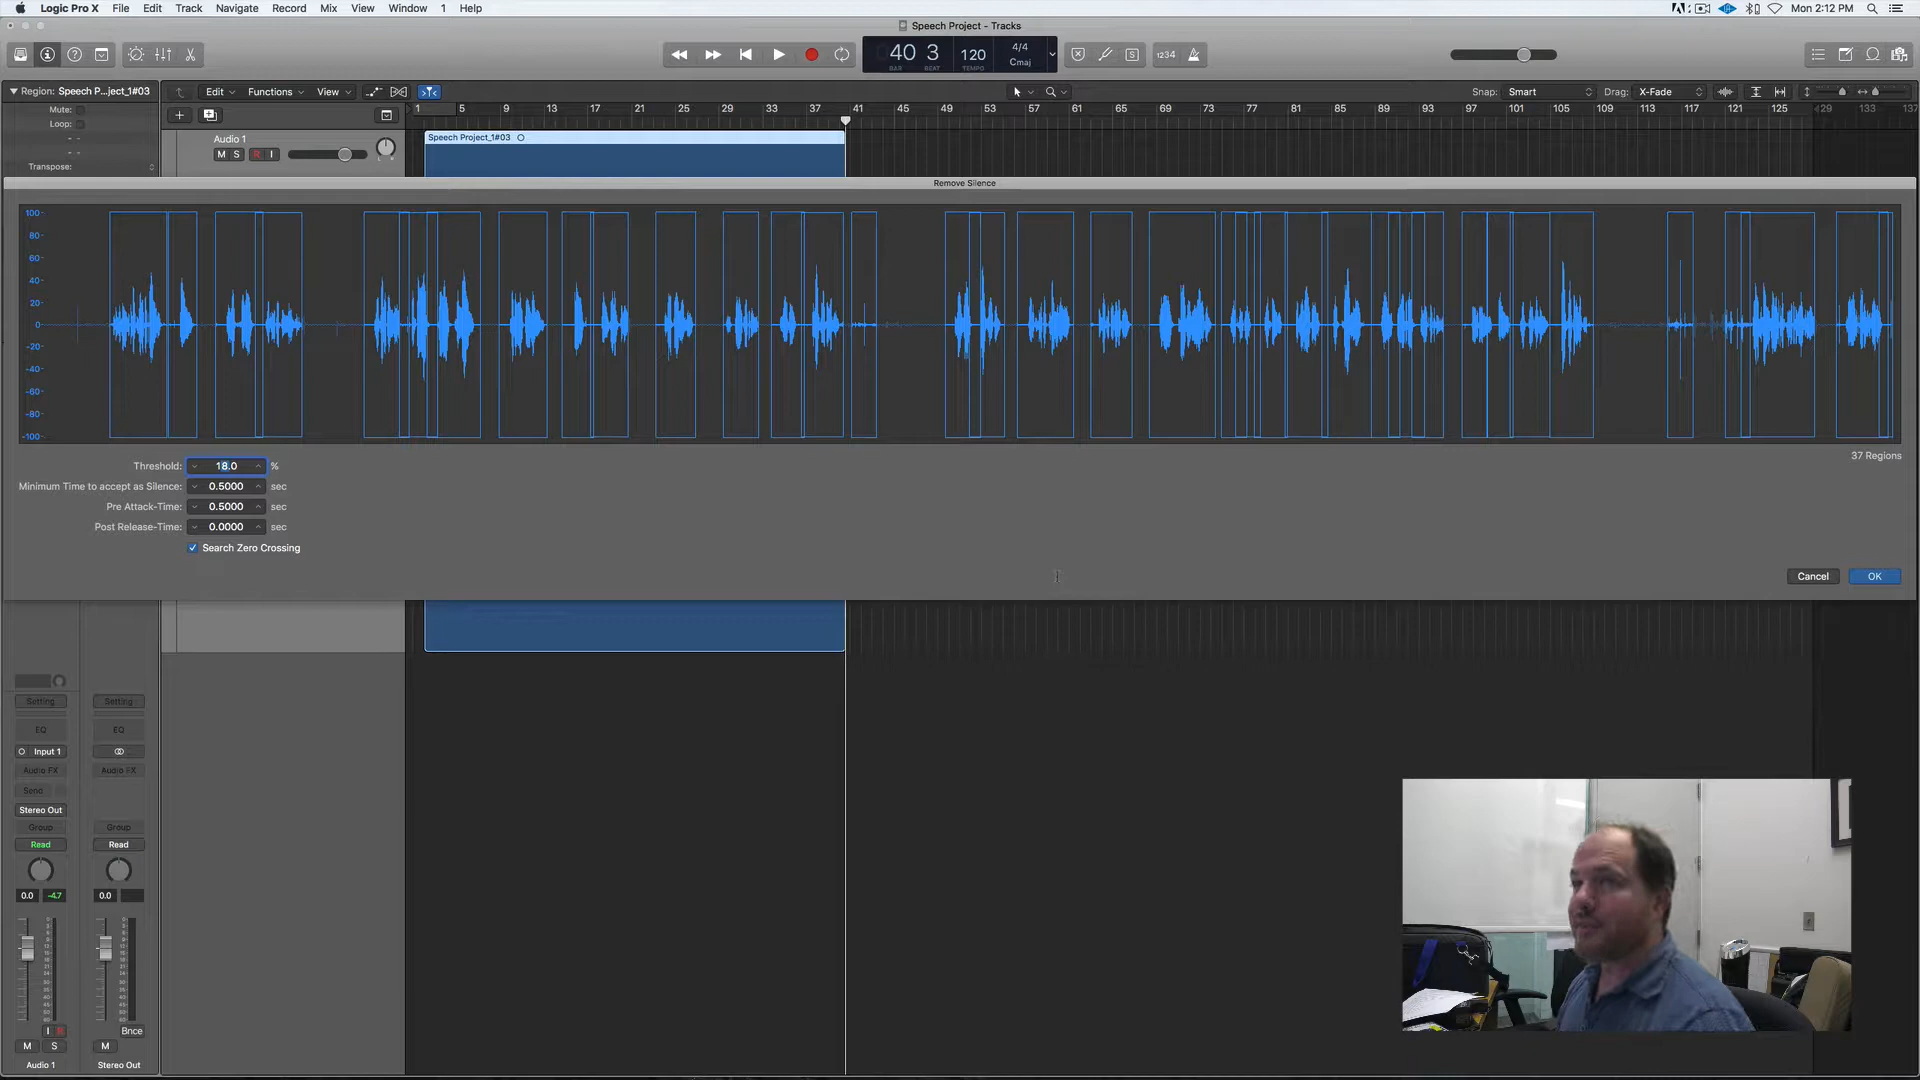 Logic Pro X File Edit Track Navigate Record Mix View Window 1 Help Mon 2:12 PM
Speech Project - Tracks
40 3 120 4/4 Cmaj
BAR BEAT TEMPO
1234
Region: Speech P...ject_1#03
Edit Functions View
Snap: Smart Drag: X-Fade
Mute:
Loop:
Transpose:
1 5 9 13 17 21 25 29 33 37 41 45 49 53 57 61 65 69 73 77 81 85 89 93 97 101 105 109 113 117 121 125 129 133 137
Audio 1
M S R I
Speech Project_1#03
Remove Silence
100
80
60
40
20
0
-20
-40
-60
-80
-100
37 Regions
Threshold: 18.0 %
Minimum Time to accept as Silence: 0.5000 sec
Pre Attack-Time: 0.5000 sec
Post Release-Time: 0.0000 sec
Search Zero Crossing
Cancel OK
Setting Setting
EQ EQ
Input 1
Audio FX Audio FX
Send
Stereo Out
Group Group
Read Read
0.0 -4.7 0.0
I R Bnce
M S M
Audio 1 Stereo Out